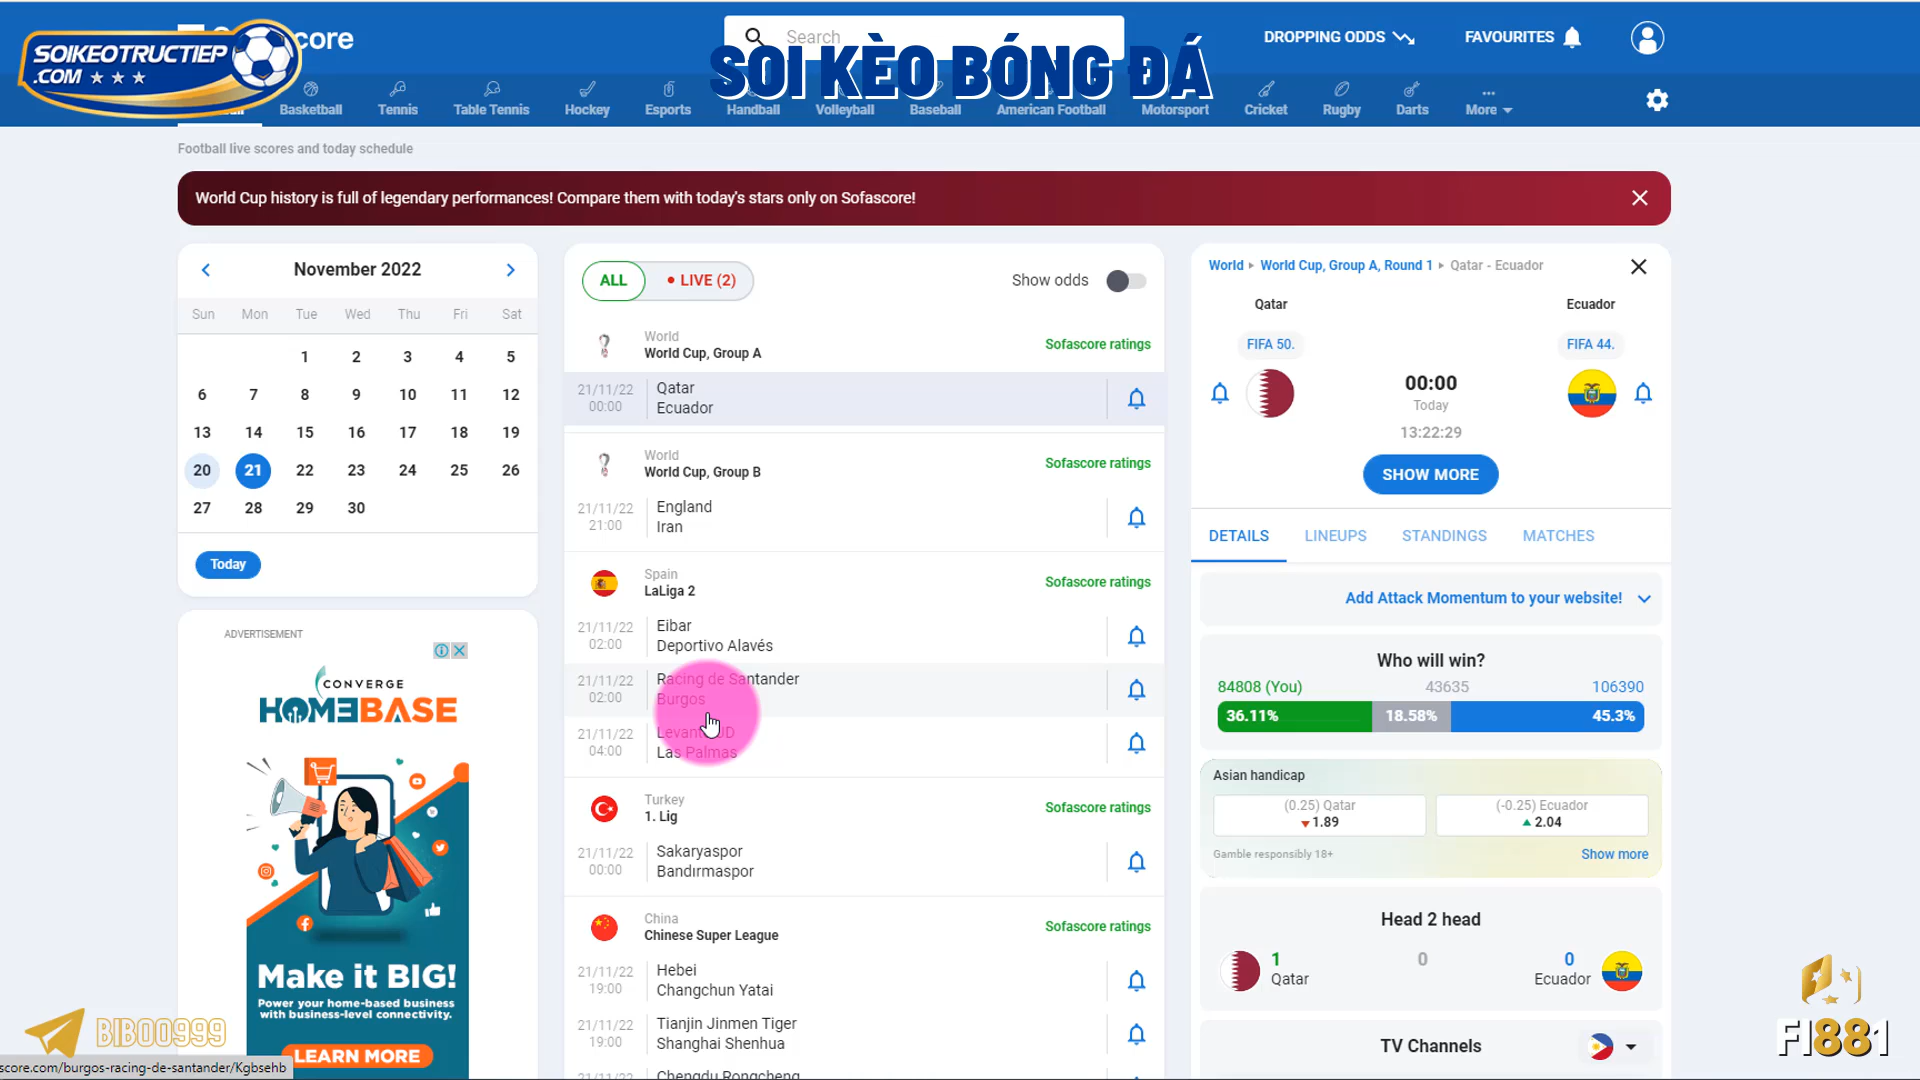 SOIKEOTRUCTIEP
.COM
core
Search
SOI KÈO BÓNG ĐÁ
DROPPING ODDS
FAVOURITES
Basketball
Tennis
Table Tennis
Hockey
Esports
Handball
Volleyball
Baseball
American Football
Motorsport
Cricket
Rugby
Darts
More
Football live scores and today schedule
World Cup history is full of legendary performances! Compare them with today's stars only on Sofascore!
November 2022
Sun Mon Tue Wed Thu Fri Sat
1 2 3 4 5
6 7 8 9 10 11 12
13 14 15 16 17 18 19
20 21 22 23 24 25 26
27 28 29 30
Today
ADVERTISEMENT
CONVERGE
HOMEBASE
Make it BIG!
Power your home-based business
with business-level connectivity.
LEARN MORE
BIBOO999
score.com/burgos-racing-de-santander/Kgbsehb
ALL
LIVE (2)
Show odds
World
World Cup, Group A
Sofascore ratings
21/11/22
00:00
Qatar
Ecuador
World
World Cup, Group B
Sofascore ratings
21/11/22
21:00
England
Iran
Spain
LaLiga 2
Sofascore ratings
21/11/22
02:00
Eibar
Deportivo Alavés
21/11/22
02:00
Racing de Santander
Burgos
21/11/22
04:00
Levante UD
Las Palmas
Turkey
1. Lig
Sofascore ratings
21/11/22
00:00
Sakaryaspor
Bandırmaspor
China
Chinese Super League
Sofascore ratings
21/11/22
19:00
Hebei
Changchun Yatai
21/11/22
19:00
Tianjin Jinmen Tiger
Shanghai Shenhua
21/11/22
Chengdu Rongcheng
World World Cup, Group A, Round 1 Qatar - Ecuador
Qatar
Ecuador
FIFA 50.
FIFA 44.
00:00
Today
13:22:29
SHOW MORE
DETAILS
LINEUPS
STANDINGS
MATCHES
Add Attack Momentum to your website!
Who will win?
84808 (You)
43635
106390
36.11%
18.58%
45.3%
Asian handicap
(0.25) Qatar
1.89
(-0.25) Ecuador
2.04
Gamble responsibly 18+
Show more
Head 2 head
1
Qatar
0
0
Ecuador
TV Channels
FI881